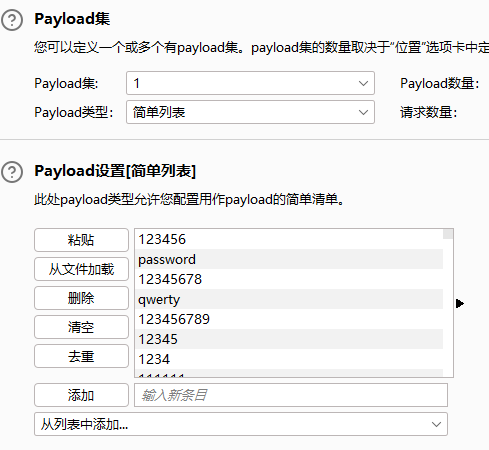 Payload集
您可以定义一个或多个有payload集。payload集的数量取决于“位置”选项卡中定
Payload集: 1 Payload数量:
Payload类型: 简单列表 请求数量:
Payload设置[简单列表]
此处payload类型允许您配置用作payload的简单清单。
粘贴
从文件加载
删除
清空
去重
123456
password
12345678
qwerty
123456789
12345
1234
111111
添加 输入新条目
从列表中添加...